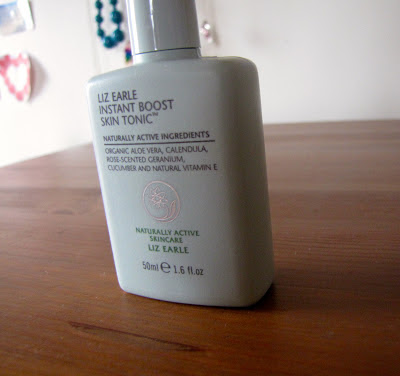 LIZ EARLE
INSTANT BOOST
SKIN TONIC™
NATURALLY ACTIVE INGREDIENTS
ORGANIC ALOE VERA, CALENDULA,
ROSE-SCENTED GERANIUM,
CUCUMBER AND NATURAL VITAMIN E
NATURALLY ACTIVE
SKINCARE
LIZ EARLE
50ml ℮ 1.6 fl.oz